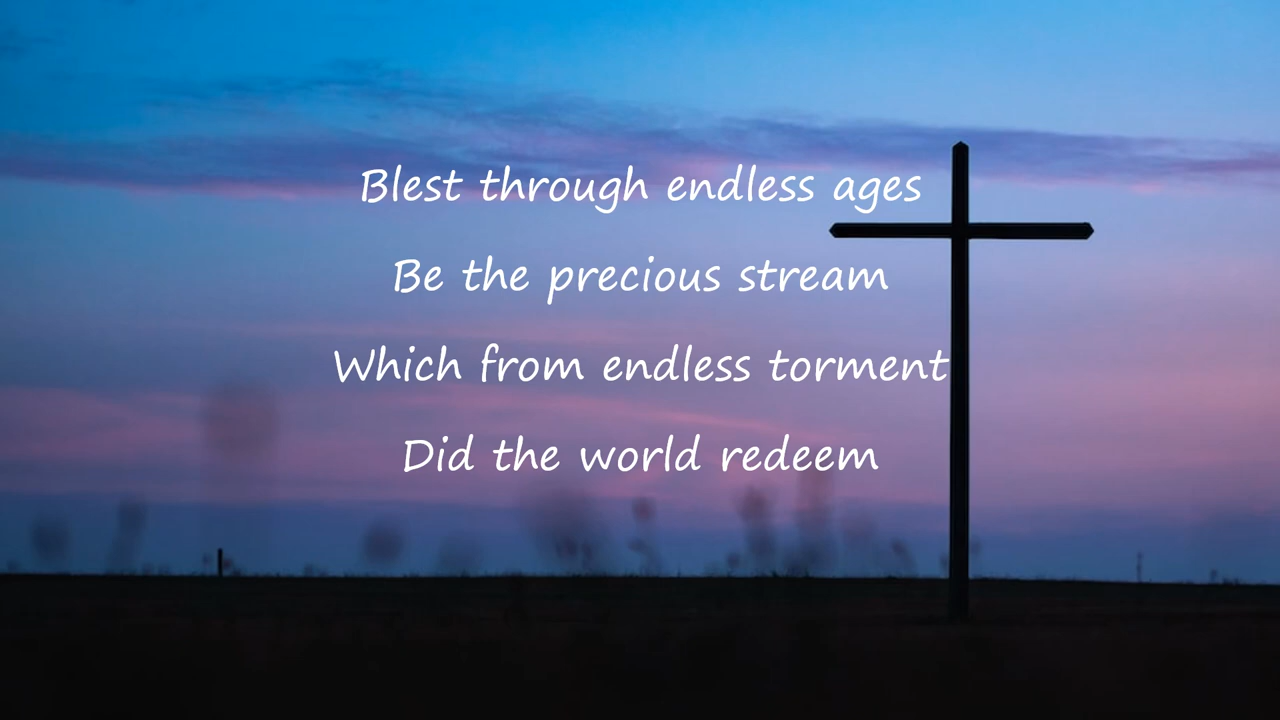 Blest through endless ages
Be the precious stream
Which from endless torment
Did the world redeem